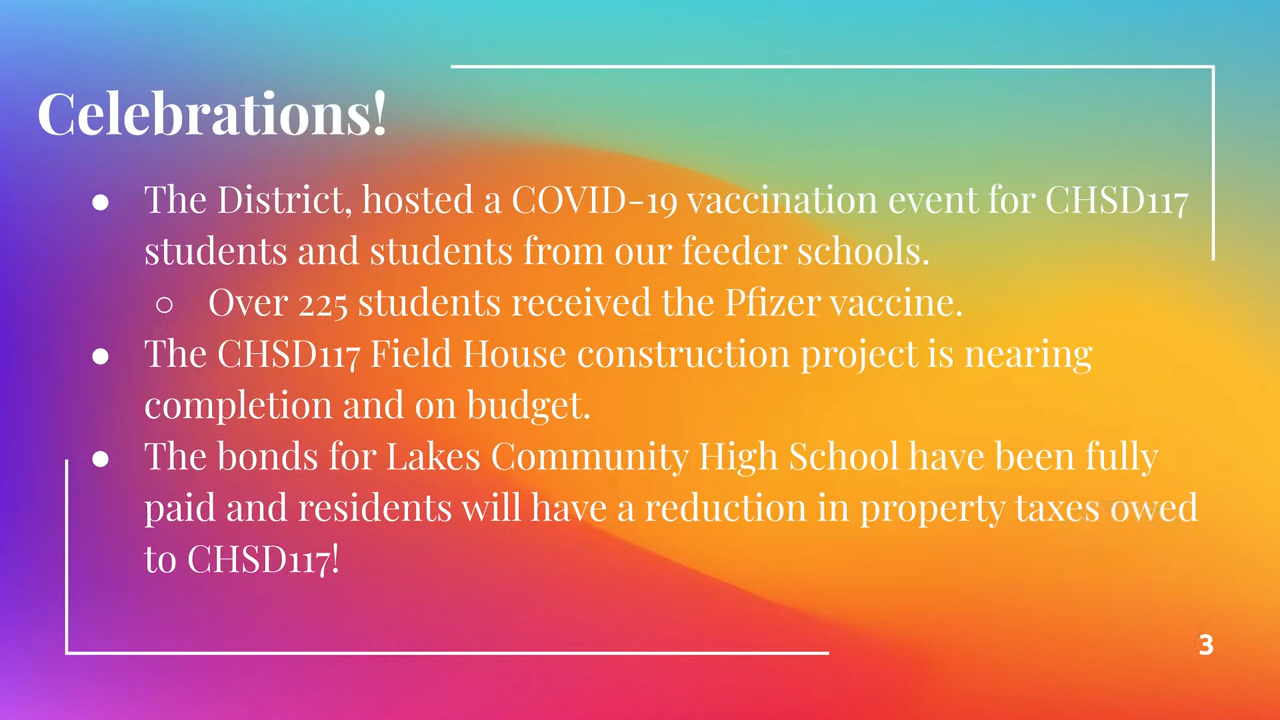 Celebrations!
● The District, hosted a COVID-19 vaccination event for CHSD117
students and students from our feeder schools.
○ Over 225 students received the Pfizer vaccine.
● The CHSD117 Field House construction project is nearing
completion and on budget.
● The bonds for Lakes Community High School have been fully
paid and residents will have a reduction in property taxes owed
to CHSD117!
3